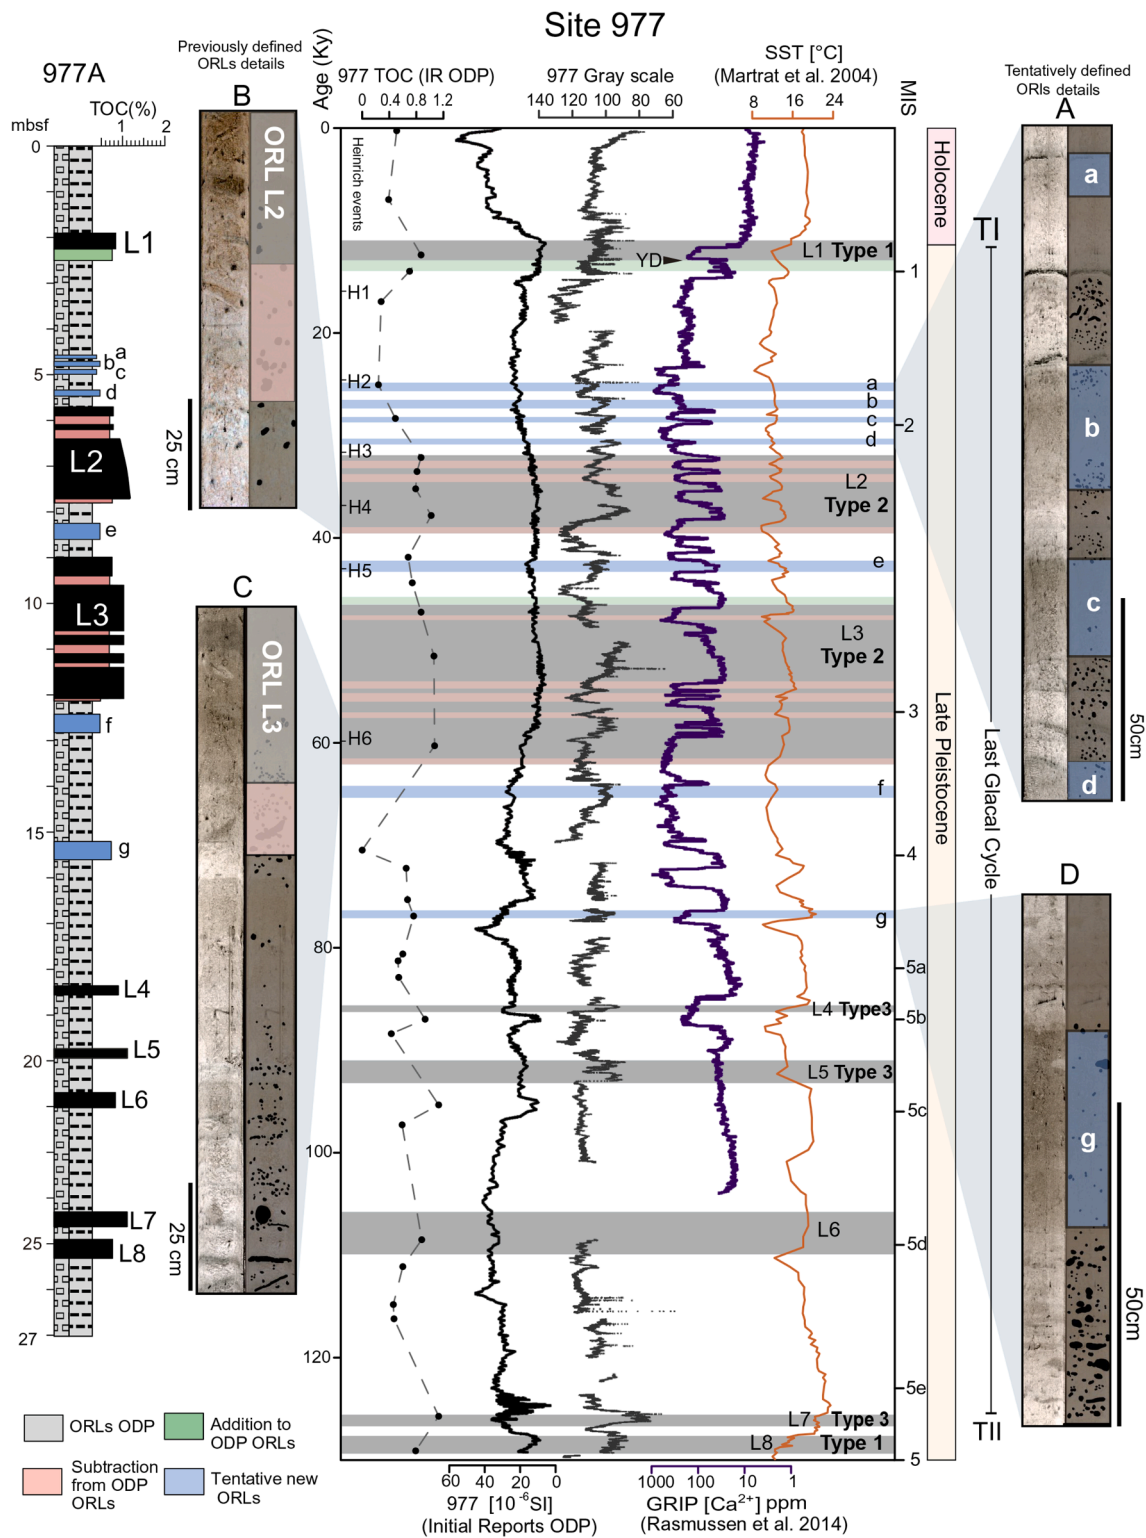 Site 977
Previously defined
ORLs details
977A
TOC(%)
1
2
mbsf
0
5
10
15
20
25
27
L1
a
b
c
d
L2
e
L3
f
g
L4
L5
L6
L7
L8
B
ORL L2
25 cm
C
ORL L3
25 cm
Age (Ky)
977 TOC (IR ODP)
0 0.4 0.8 1.2
977 Gray scale
140 120 100 80 60
SST [°C]
(Martrat et al. 2004)
8 16 24
MIS
0
20
40
60
80
100
120
Heinrich events
H1
H2
H3
H4
H5
H6
YD
L1 Type 1
a
b
c
d
L2
Type 2
e
L3
Type 2
f
g
L4 Type3
L5 Type 3
L6
L7 Type 3
L8 Type 1
1
2
3
4
5a
5b
5c
5d
5e
5
Holocene
Late Pleistocene
TI
Last Glacal Cycle
TII
Tentatively defined
ORls details
A
a
b
c
d
50cm
D
g
50cm
60 40 20 0
977 [10⁻⁶SI]
(Initial Reports ODP)
1000 100 10 1
GRIP [Ca²⁺] ppm
(Rasmussen et al. 2014)
ORLs ODP
Addition to
ODP ORLs
Subtraction
from ODP
ORLs
Tentative new
ORLs